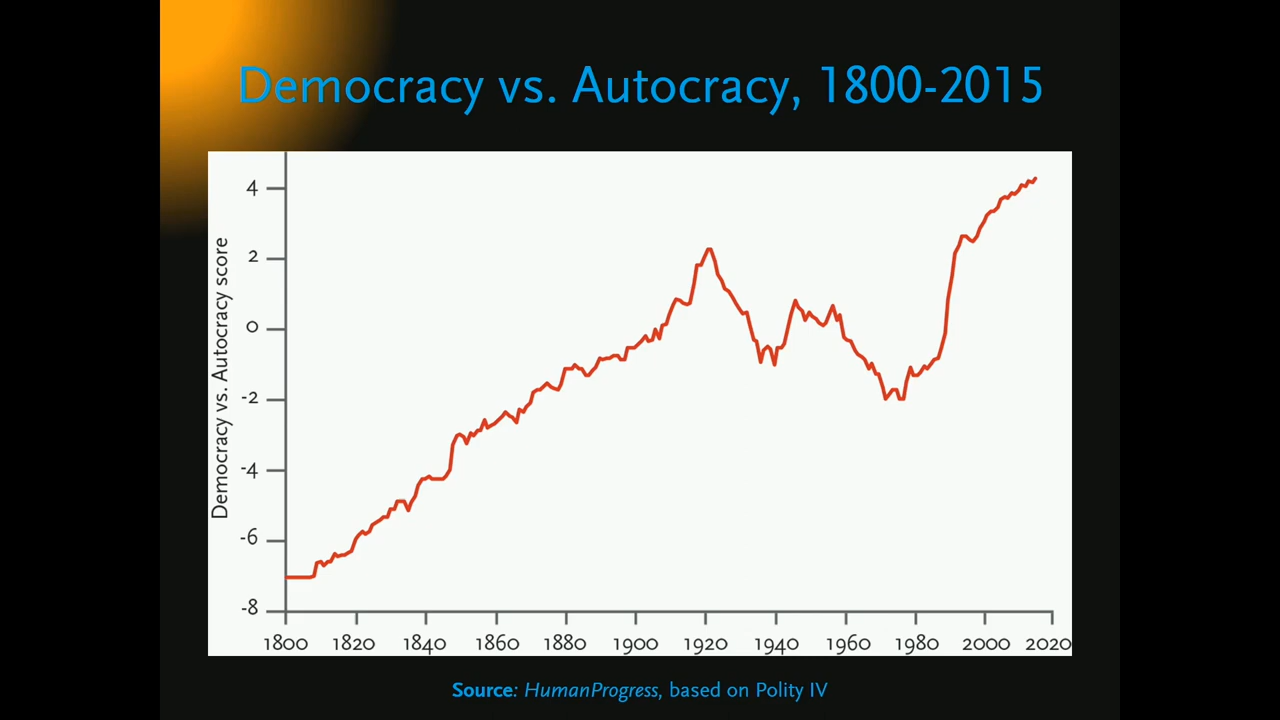 Democracy vs. Autocracy, 1800-2015
Democracy vs. Autocracy score
4
2
0
-2
-4
-6
-8
1800 1820 1840 1860 1880 1900 1920 1940 1960 1980 2000 2020
Source: HumanProgress, based on Polity IV